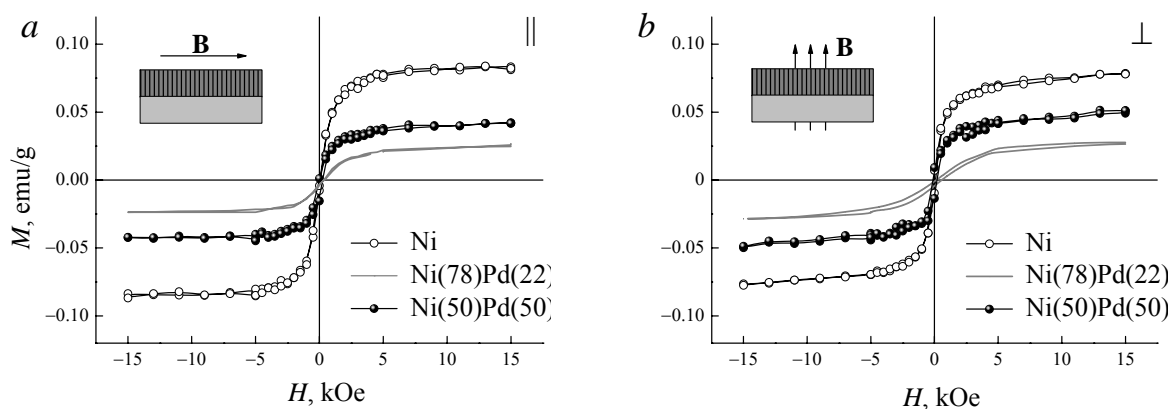 a
B
||
0.10
0.05
0.00
−0.05
−0.10
M, emu/g
Ni
Ni(78)Pd(22)
Ni(50)Pd(50)
−15 −10 −5 0 5 10 15
H, kOe
b
B
⊥
0.10
0.05
0.00
−0.05
−0.10
Ni
Ni(78)Pd(22)
Ni(50)Pd(50)
−15 −10 −5 0 5 10 15
H, kOe